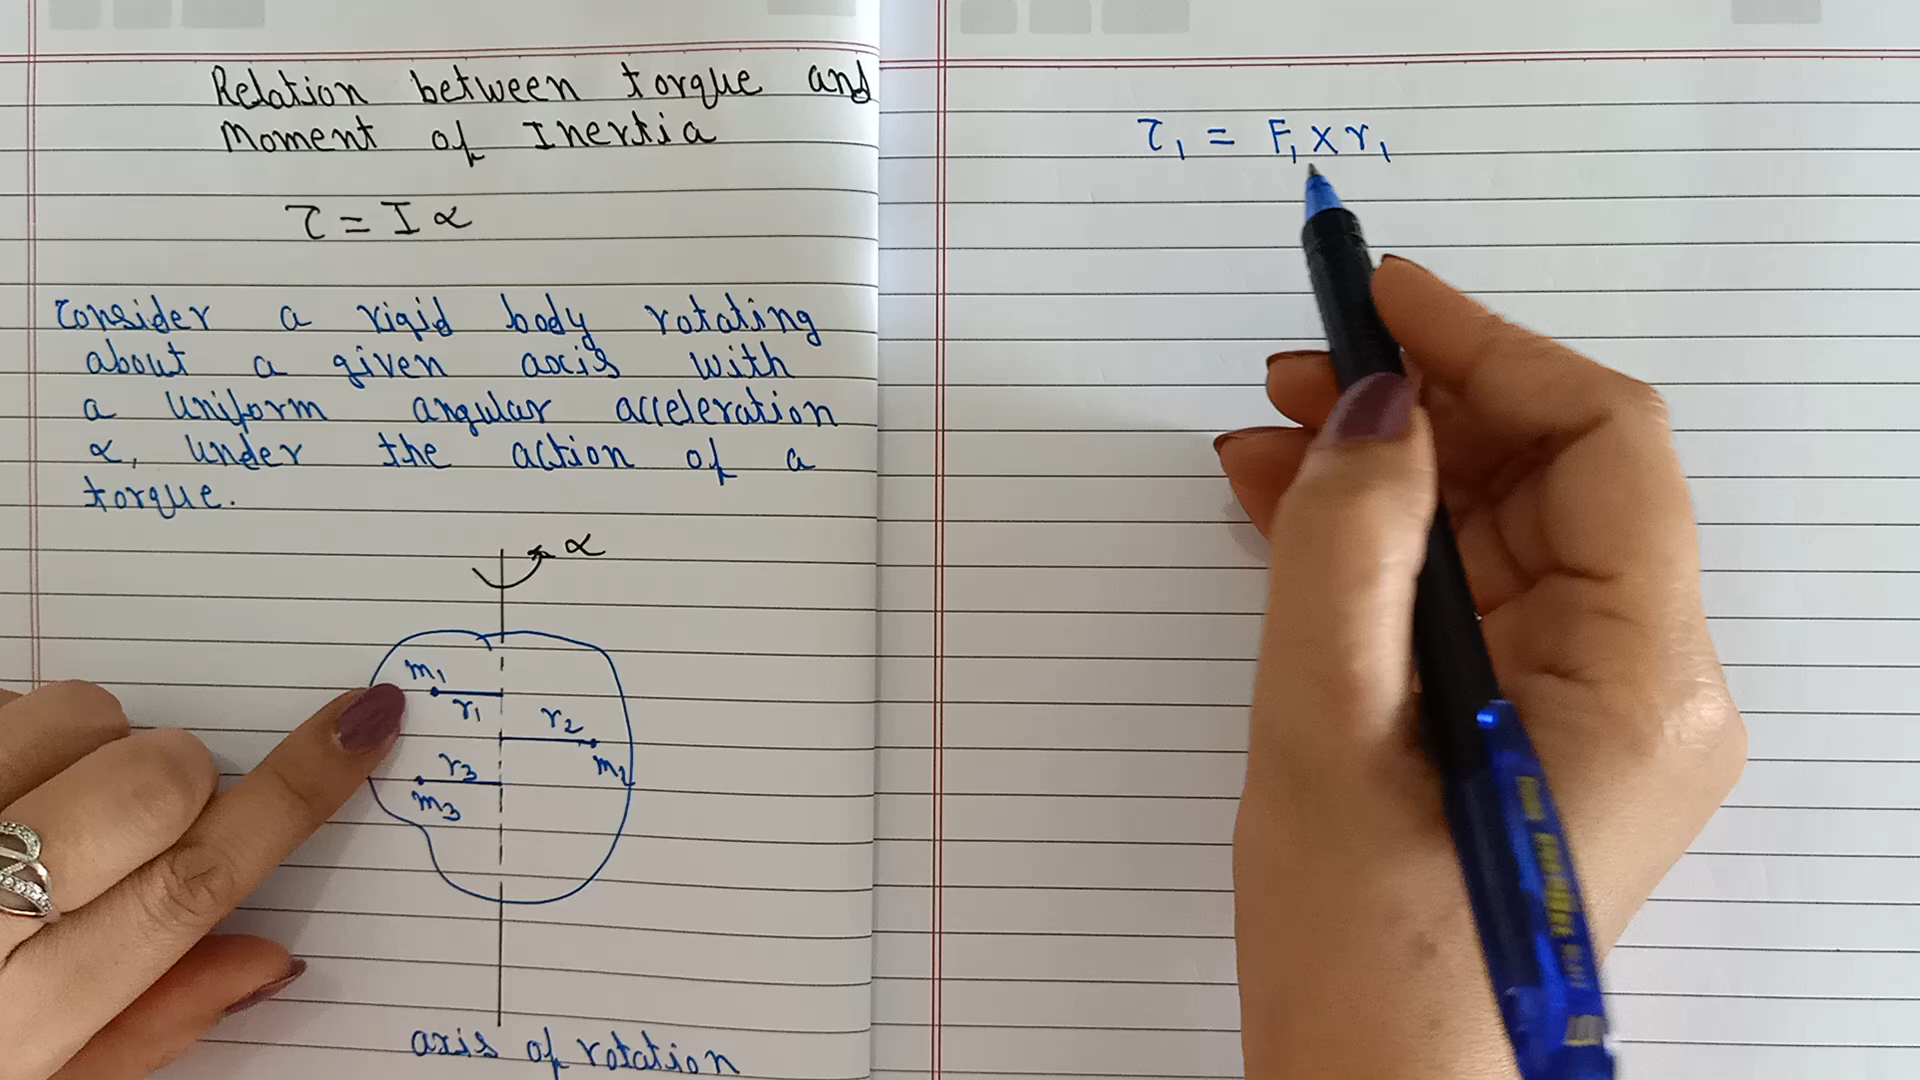 Relation between torque and
Moment of Inertia
τ = I α
Consider a rigid body rotating
about a given axis with
a uniform angular acceleration
α, under the action of a
torque.
α
m₁
r₁
r₂
m₂
r₃
m₃
axis of rotation
τ₁ = F₁ × r₁